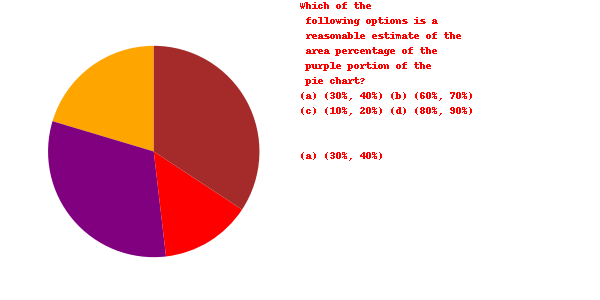 Which of the
following options is a
reasonable estimate of the
area percentage of the
purple portion of the
pie chart?
(a) (30%, 40%) (b) (60%, 70%)
(c) (10%, 20%) (d) (80%, 90%)
(a) (30%, 40%)